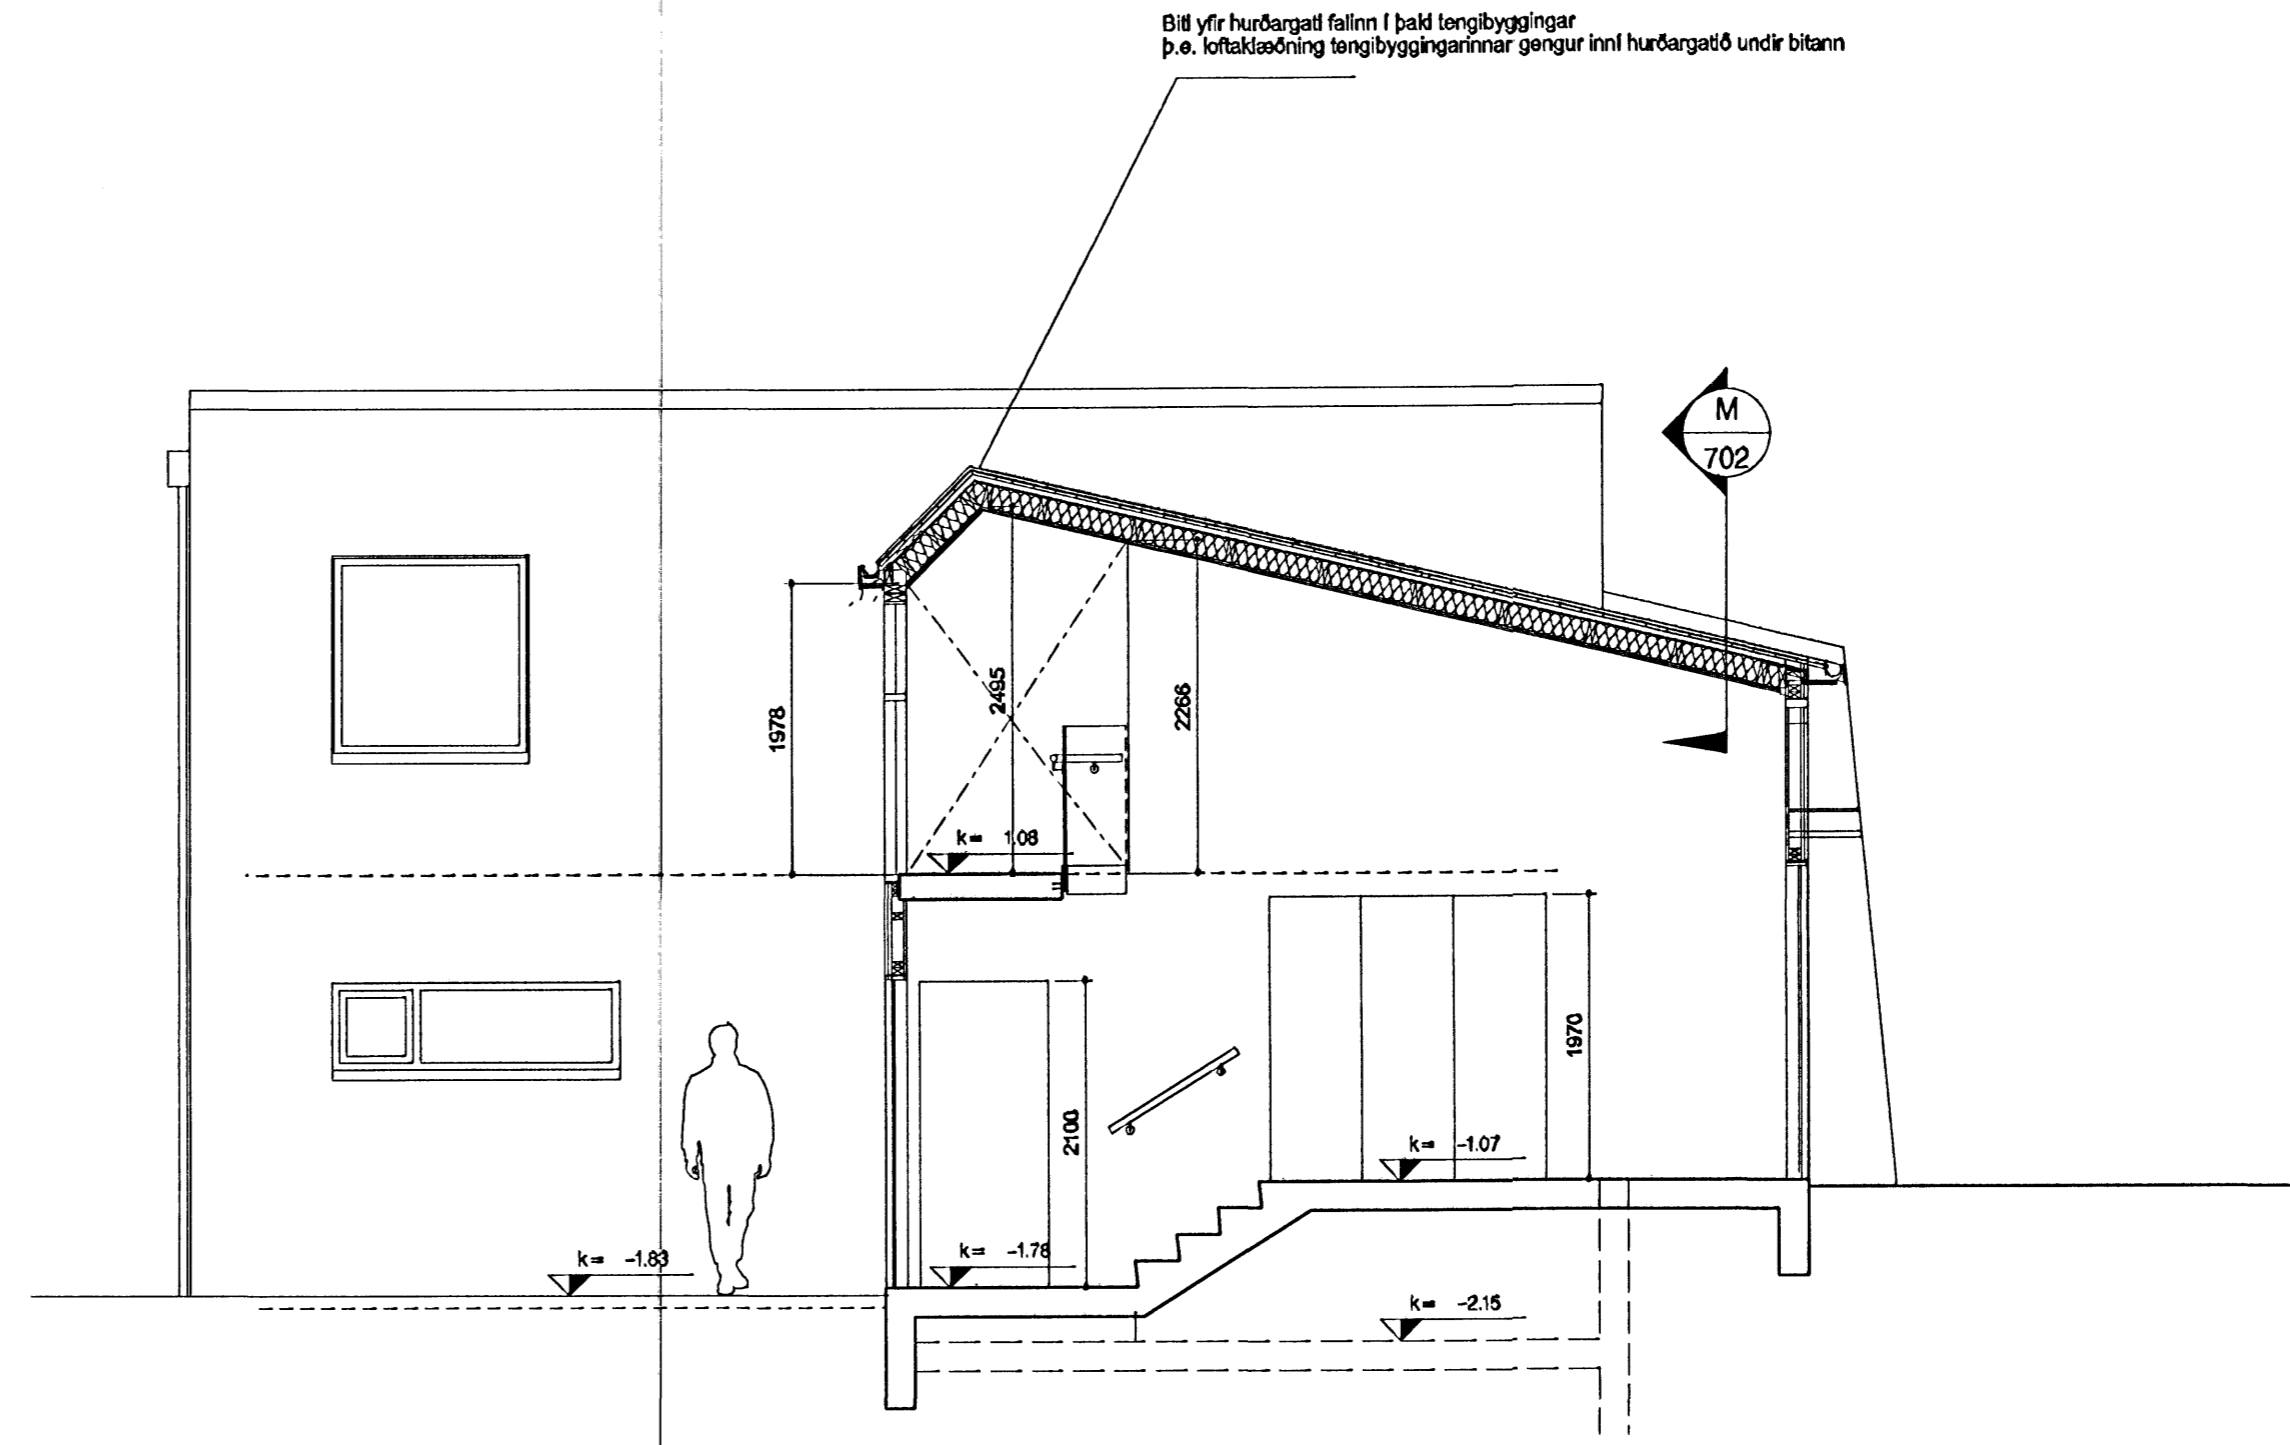 Biti yfir hurðargati falinn í þaki tengibyggingar
þ.e. loftaklæðning tengibyggingarinnar gengur inní hurðargatið undir bitann
M
702
1978
2495
2266
k= 1.08
1970
2100
k= -1.07
k= -1.83
k= -1.78
k= -2.15